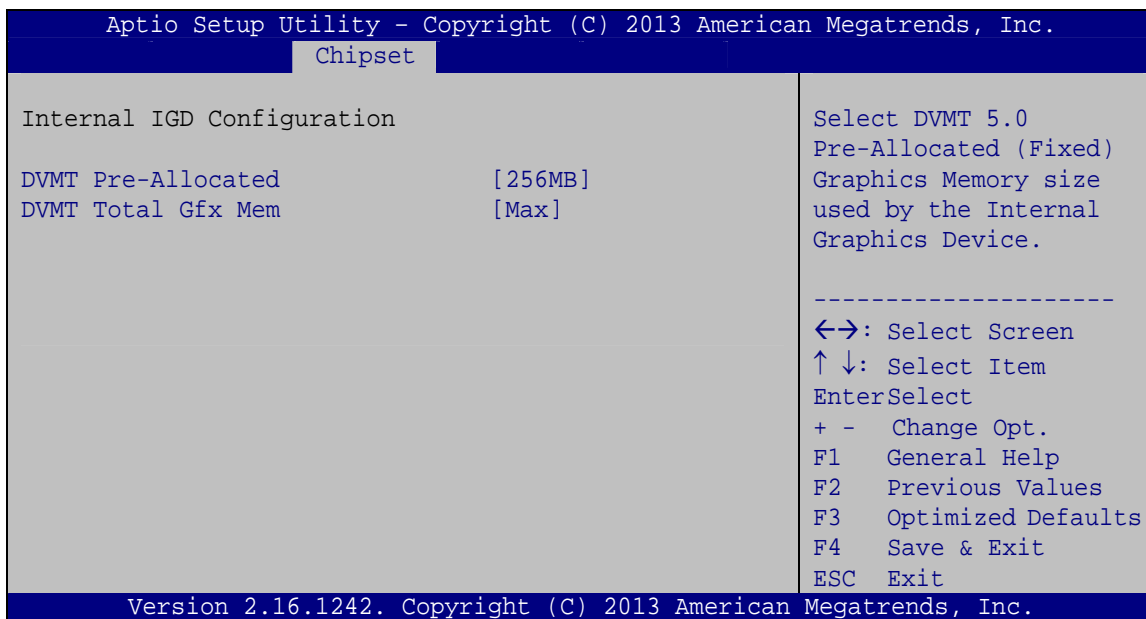 Aptio Setup Utility – Copyright (C) 2013 American Megatrends, Inc.
Chipset
Internal IGD Configuration
DVMT Pre-Allocated [256MB]
DVMT Total Gfx Mem [Max]
Select DVMT 5.0
Pre-Allocated (Fixed)
Graphics Memory size
used by the Internal
Graphics Device.
---------------------
←→: Select Screen
↑ ↓: Select Item
EnterSelect
+ - Change Opt.
F1 General Help
F2 Previous Values
F3 Optimized Defaults
F4 Save & Exit
ESC Exit
Version 2.16.1242. Copyright (C) 2013 American Megatrends, Inc.